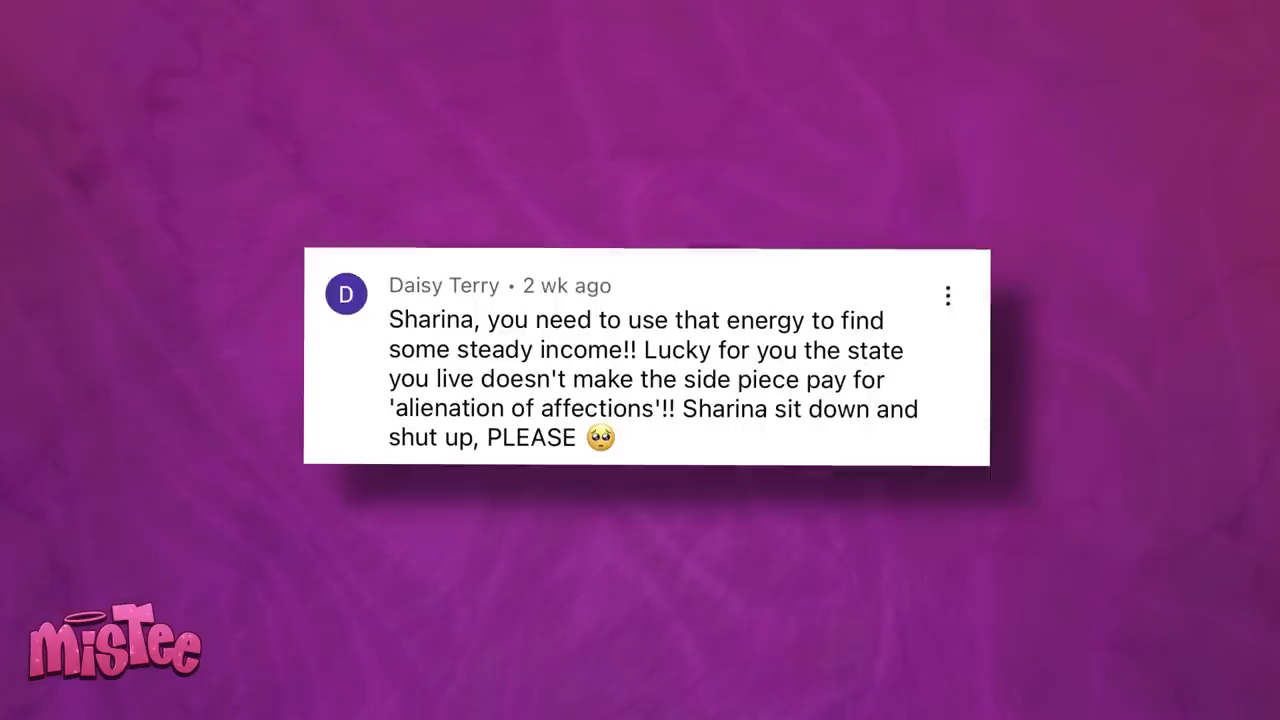 D
Daisy Terry • 2 wk ago
Sharina, you need to use that energy to find
some steady income!! Lucky for you the state
you live doesn't make the side piece pay for
'alienation of affections'!! Sharina sit down and
shut up, PLEASE 🥺
MisTee